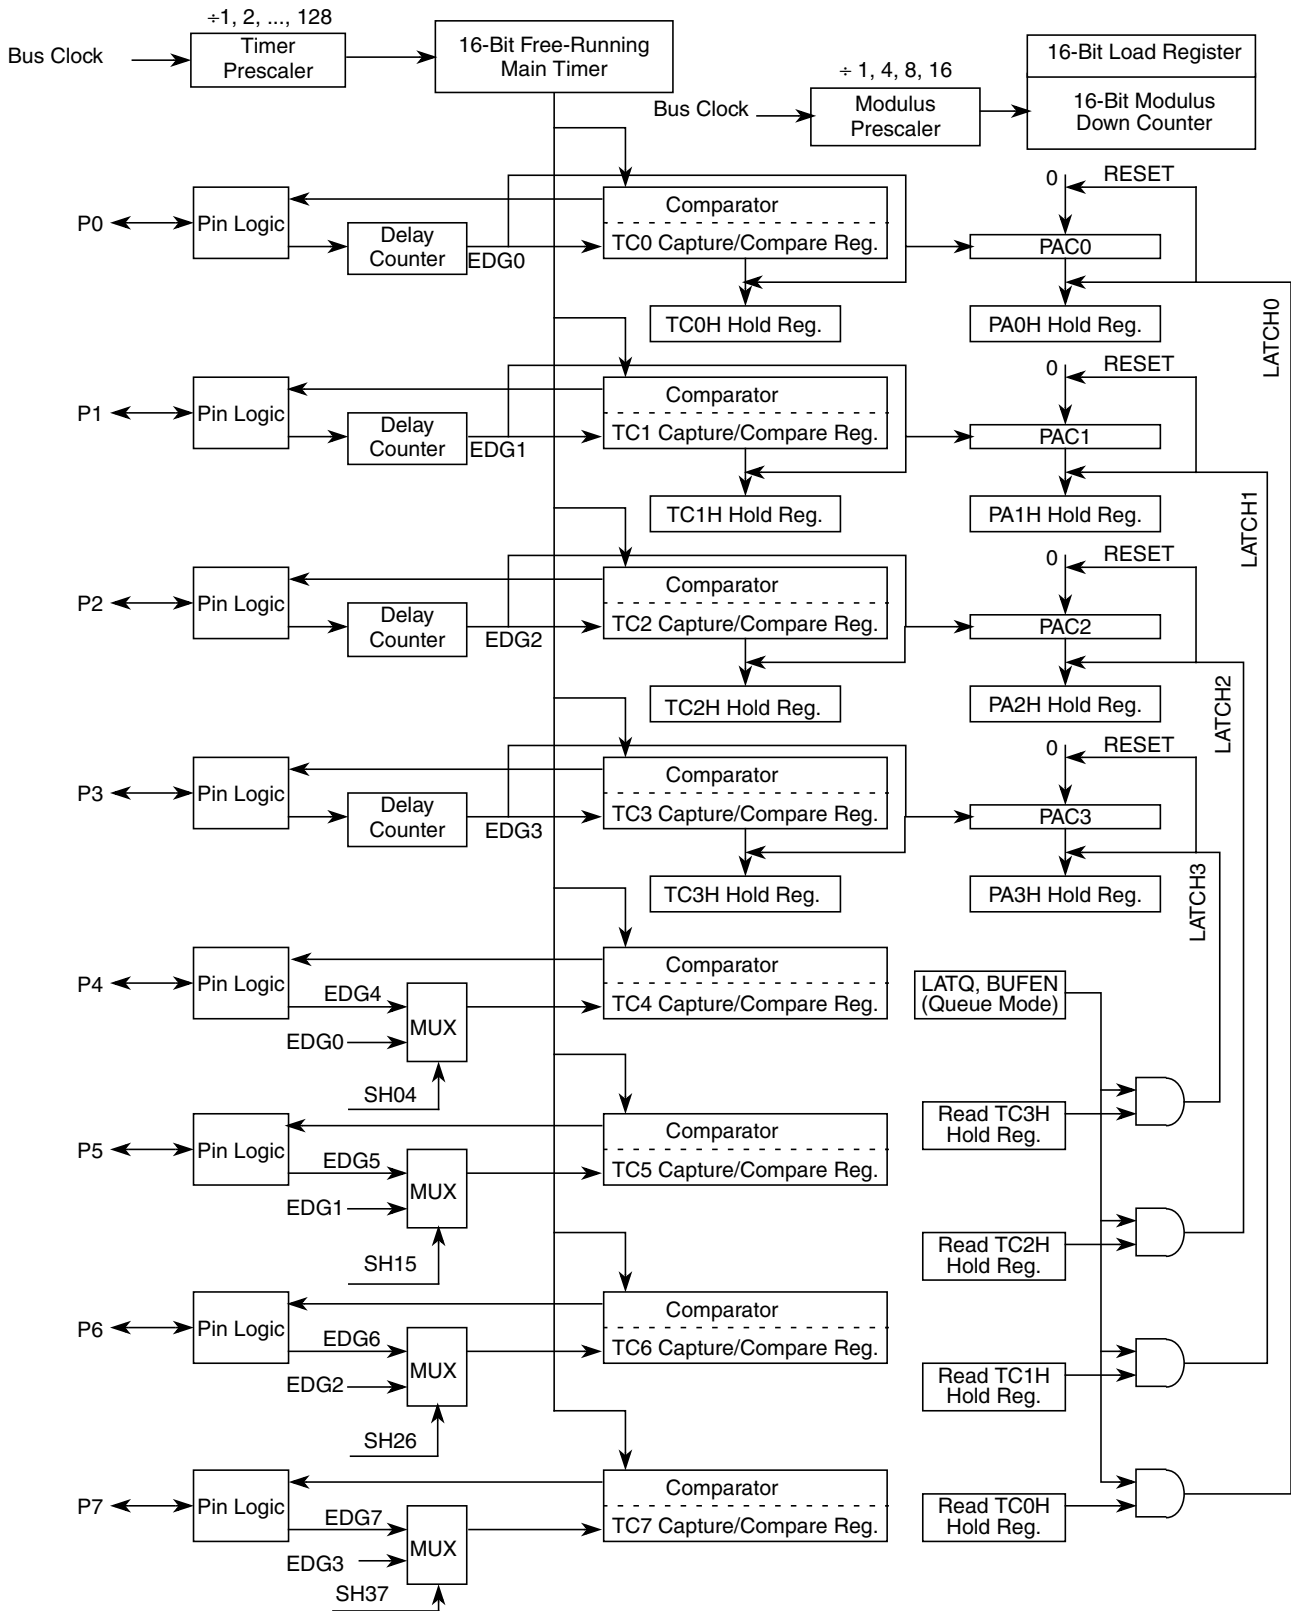 ÷1, 2, ..., 128
Bus Clock
Timer
Prescaler
16-Bit Free-Running
Main Timer
÷ 1, 4, 8, 16
Bus Clock
Modulus
Prescaler
16-Bit Load Register
16-Bit Modulus
Down Counter
P0
Pin Logic
Delay
Counter
EDG0
Comparator
TC0 Capture/Compare Reg.
TC0H Hold Reg.
0
RESET
PAC0
PA0H Hold Reg.
LATCH0
P1
Pin Logic
Delay
Counter
EDG1
Comparator
TC1 Capture/Compare Reg.
TC1H Hold Reg.
0
RESET
PAC1
PA1H Hold Reg.
LATCH1
P2
Pin Logic
Delay
Counter
EDG2
Comparator
TC2 Capture/Compare Reg.
TC2H Hold Reg.
0
RESET
PAC2
PA2H Hold Reg.
LATCH2
P3
Pin Logic
Delay
Counter
EDG3
Comparator
TC3 Capture/Compare Reg.
TC3H Hold Reg.
0
RESET
PAC3
PA3H Hold Reg.
LATCH3
P4
Pin Logic
EDG4
EDG0
MUX
SH04
Comparator
TC4 Capture/Compare Reg.
LATQ, BUFEN
(Queue Mode)
P5
Pin Logic
EDG5
EDG1
MUX
SH15
Comparator
TC5 Capture/Compare Reg.
Read TC3H
Hold Reg.
Read TC2H
Hold Reg.
P6
Pin Logic
EDG6
EDG2
MUX
SH26
Comparator
TC6 Capture/Compare Reg.
Read TC1H
Hold Reg.
P7
Pin Logic
EDG7
EDG3
MUX
SH37
Comparator
TC7 Capture/Compare Reg.
Read TC0H
Hold Reg.